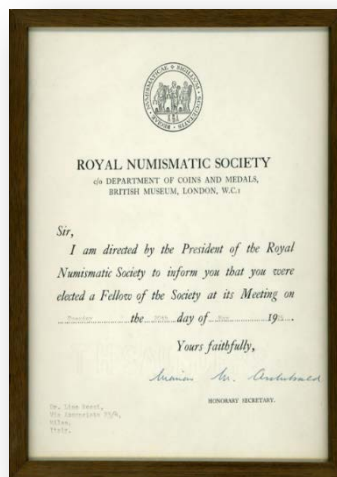 ROYAL NUMISMATIC SOCIETY
c/o DEPARTMENT OF COINS AND MEDALS,
BRITISH MUSEUM, LONDON, W.C.1
Sir,
I am directed by the President of the Royal
Numismatic Society to inform you that you were
elected a Fellow of the Society at its Meeting on
the day of 19
Yours faithfully,
HONORARY SECRETARY.
Italy.